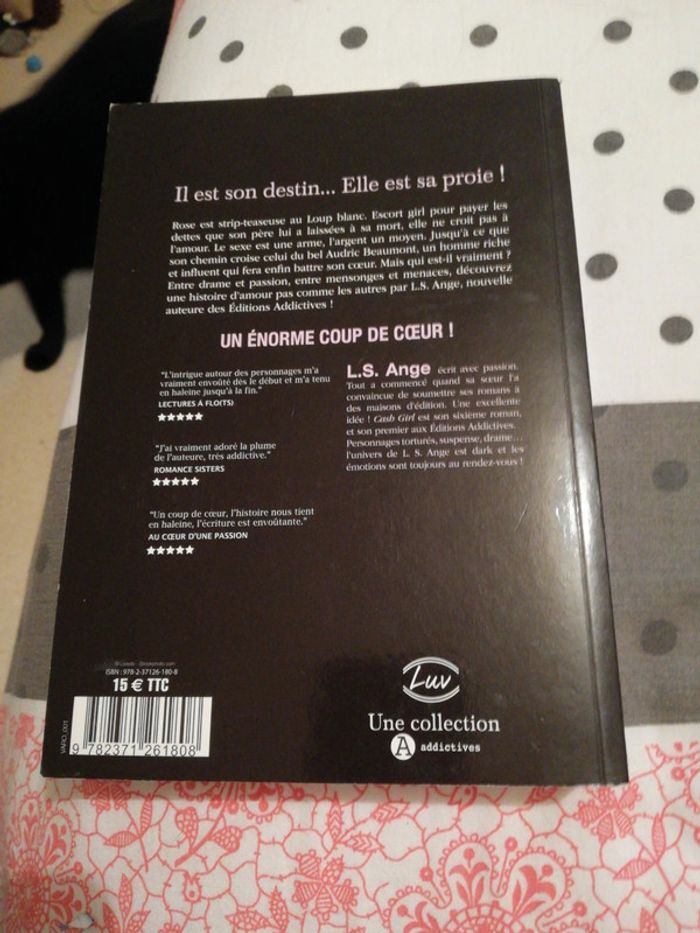 Il est son destin... Elle est sa proie !
Rose est strip-teaseuse au Loup blanc. Escort girl pour payer les
dettes que son père lui a laissées à sa mort, elle ne croit pas à
l'amour. Le sexe est une arme, l'argent un moyen. Jusqu'à ce que
son chemin croise celui du bel Audric Beaumont, un homme riche
et influent qui fera enfin battre son cœur. Mais qui est-il vraiment ?
Entre drame et passion, entre mensonges et menaces, découvrez
une histoire d'amour pas comme les autres par L.S. Ange, nouvelle
auteure des Éditions Addictives !
UN ÉNORME COUP DE CŒUR !
"L'intrigue autour des personnages m'a
vraiment envoûté dès le début et m'a tenu
en haleine jusqu'à la fin."
LECTURES À FLO(TS)
"J'ai vraiment adoré la plume
de l'auteure, très addictive."
ROMANCE SISTERS
"Un coup de cœur, l'histoire nous tient
en haleine, l'écriture est envoûtante."
AU CŒUR D'UNE PASSION
L.S. Ange écrit avec passion.
Tout a commencé quand sa sœur l'a
convaincue de soumettre ses romans à
des maisons d'édition. Une excellente
idée ! Cash Girl est son sixième roman,
et son premier aux Éditions Addictives.
Personnages torturés, suspense, drame...
l'univers de L. S. Ange est dark et les
émotions sont toujours au rendez-vous !
ISBN : 978-2-37126-180-8
15 € TTC
VARO_001
9 782371 261808
Luv
Une collection
A addictives